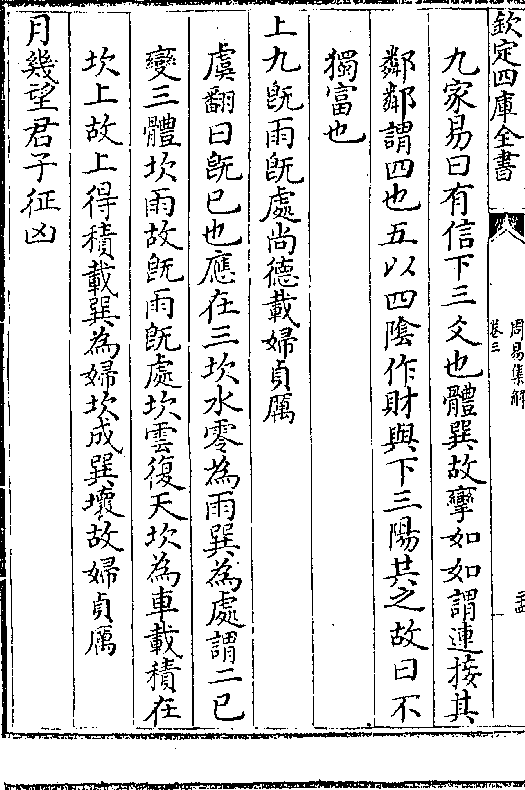 欽定四庫全書
周易集解
卷三
九家易曰有信下三爻也體巽故攣如如謂連接其
鄰鄰謂四也五以四陰作財與下三陽共之故曰不
獨富也
上九既雨既處尚德載婦貞厲
虞翻曰既已也應在三坎水零為雨巽為處謂二已
變三體坎雨故既雨既處坎雲復天坎為車載積在
坎上故上得積載巽為婦坎成巽壞故婦貞厲
月幾望君子征凶